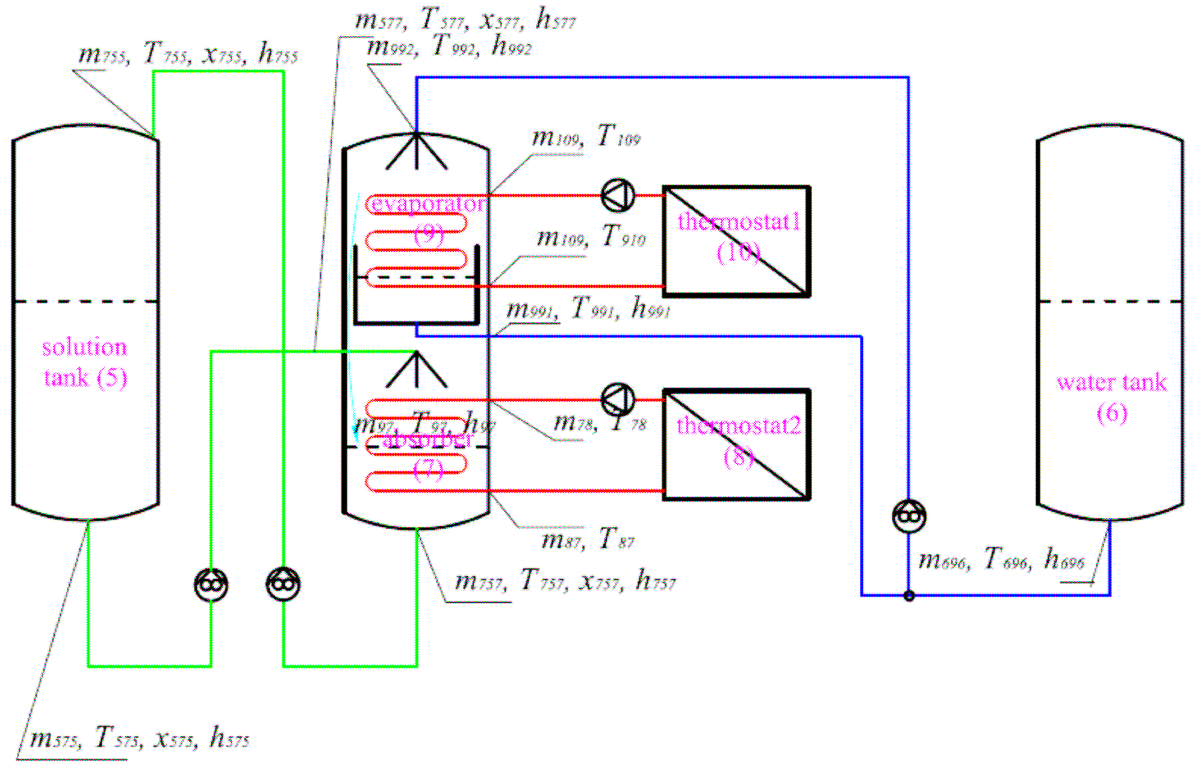 m577, T577, x577, h577
m992, T992, h992
m755, T755, x755, h755
m109, T109
evaporator
(9)
thermostat1
(10)
m109, T910
m991, T991, h991
solution
tank (5)
water tank
(6)
m97, T97, h97
m78, T78
absorber
(7)
thermostat2
(8)
m87, T87
m696, T696, h696
m757, T757, x757, h757
m575, T575, x575, h575